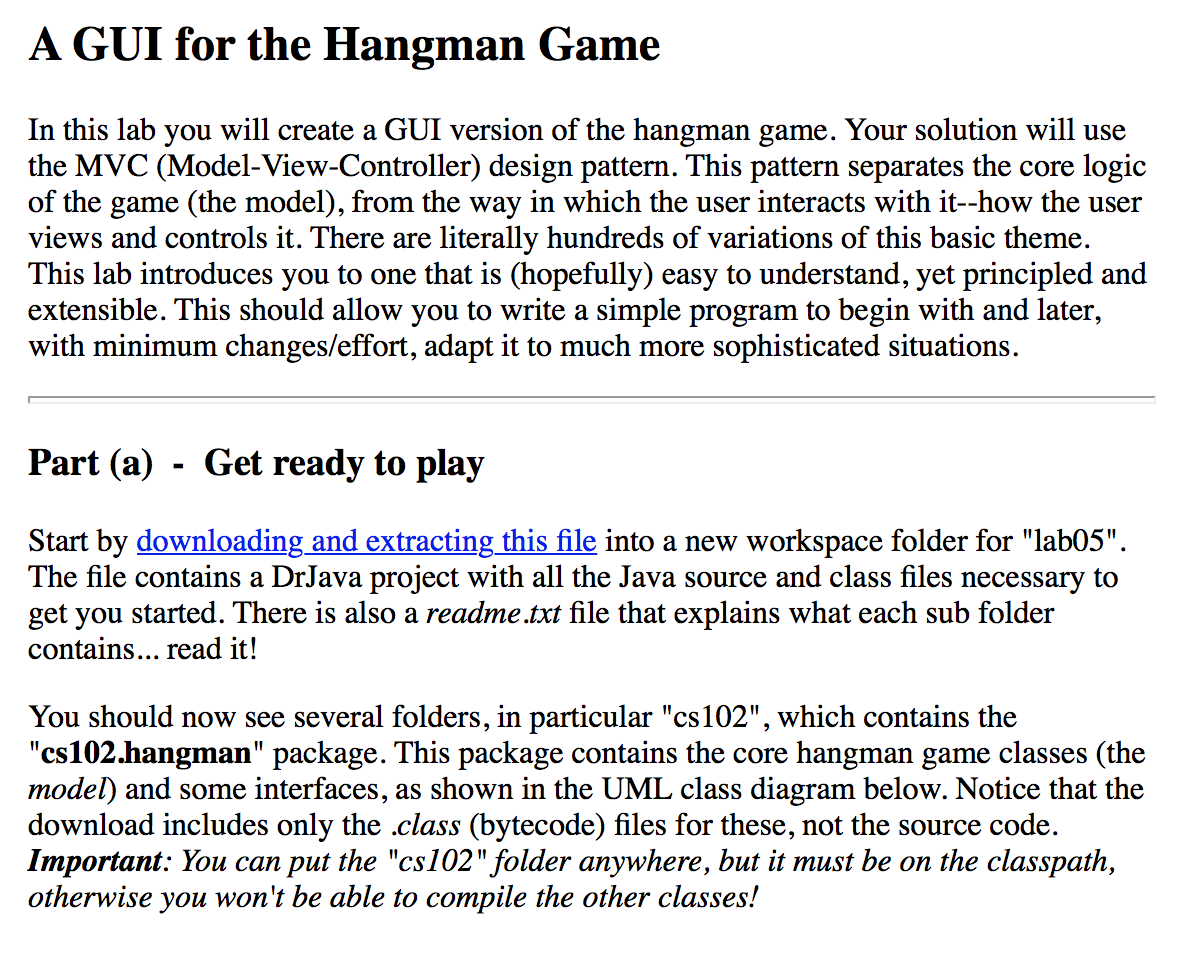 A GUI for the Hangman Game
In this lab you will create a GUI version of the hangman game. Your solution will use
the MVC (Model-View-Controller) design pattern. This pattern separates the core logic
of the game (the model), from the way in which the user interacts with it--how the user
views and controls it. There are literally hundreds of variations of this basic theme.
This lab introduces you to one that is (hopefully) easy to understand, yet principled and
extensible. This should allow you to write a simple program to begin with and later,
with minimum changes/effort, adapt it to much more sophisticated situations.
Part (a) - Get ready to play
Start by downloading and extracting this file into a new workspace folder for "lab05".
The file contains a DrJava project with all the Java source and class files necessary to
get you started. There is also a readme.txt file that explains what each sub folder
contains... read it!
You should now see several folders, in particular "cs102", which contains the
"cs102.hangman" package. This package contains the core hangman game classes (the
model) and some interfaces, as shown in the UML class diagram below. Notice that the
download includes only the .class (bytecode) files for these, not the source code.
Important: You can put the "cs102" folder anywhere, but it must be on the classpath,
otherwise you won't be able to compile the other classes!